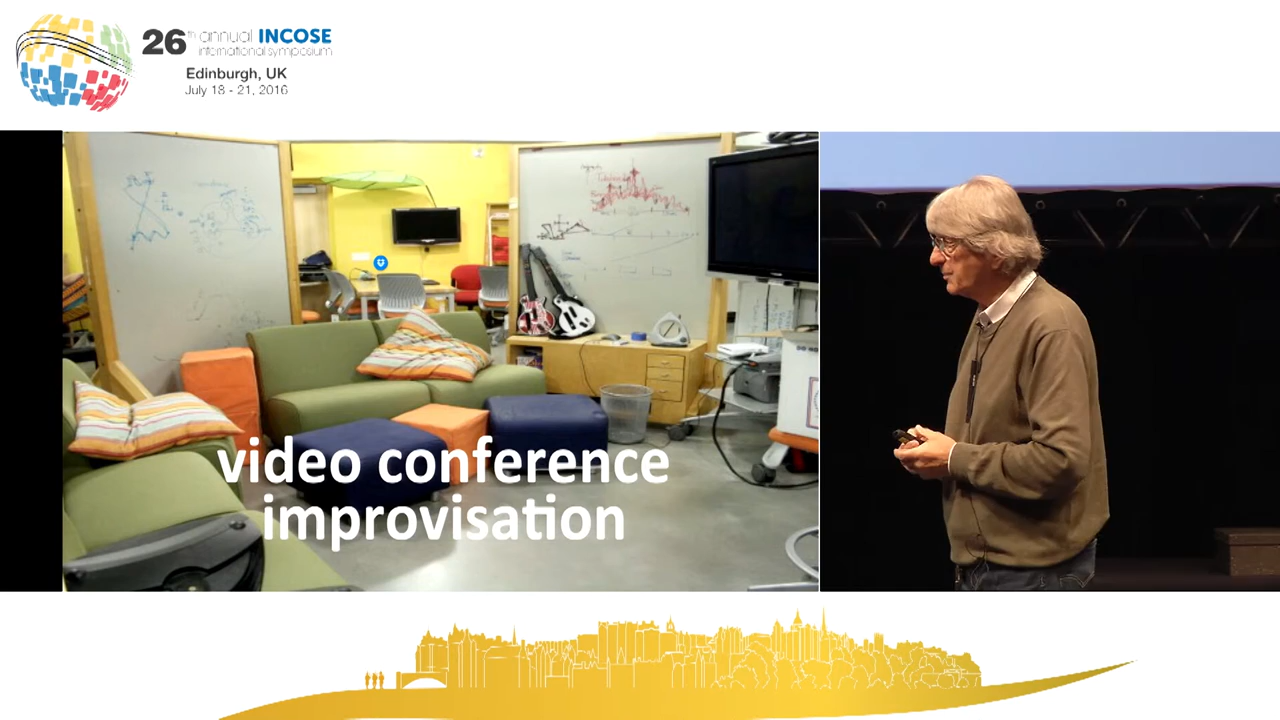 26th annual INCOSE
international symposium
Edinburgh, UK
July 18 - 21, 2016
video conference
improvisation